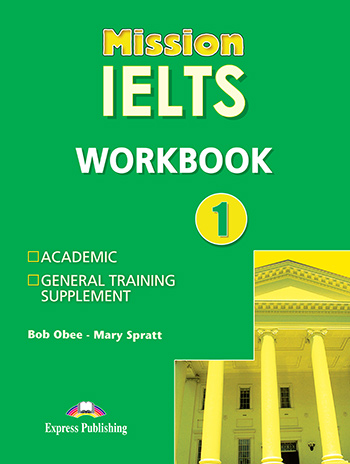 Mission
IELTS
WORKBOOK
1
ACADEMIC
GENERAL TRAINING
SUPPLEMENT
Bob Obee - Mary Spratt
Express Publishing